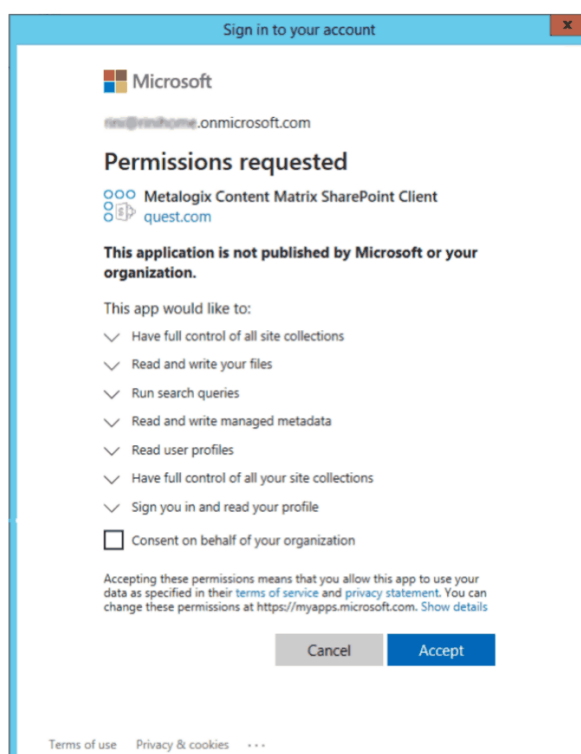 Sign in to your account
x
Microsoft
.onmicrosoft.com
Permissions requested
Metalogix Content Matrix SharePoint Client
quest.com
This application is not published by Microsoft or your
organization.
This app would like to:
Have full control of all site collections
Read and write your files
Run search queries
Read and write managed metadata
Read user profiles
Have full control of all your site collections
Sign you in and read your profile
Consent on behalf of your organization
Accepting these permissions means that you allow this app to use your
data as specified in their terms of service and privacy statement. You can
change these permissions at https://myapps.microsoft.com. Show details
Cancel Accept
Terms of use Privacy & cookies ...